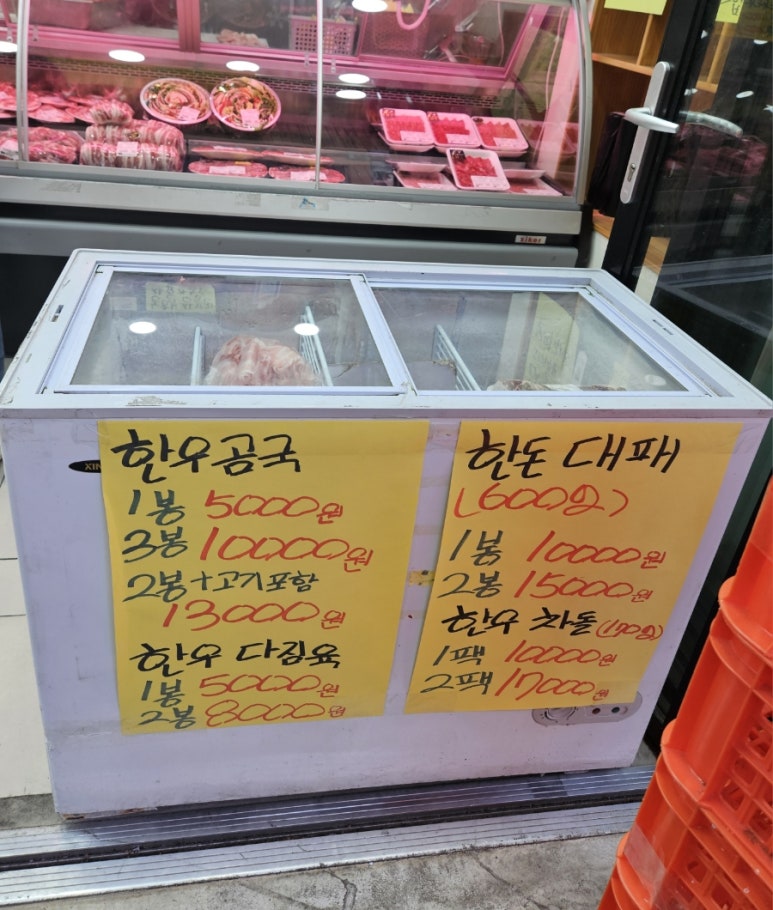 한우곰국
1봉 5000원
3봉 10000원
2봉+고기포함
13000원
한우 다짐육
1봉 5000원
2봉 8000원
한돈 대패
(600g)
1봉 10000원
2봉 15000원
한우 차돌(170g)
1팩 10000원
2팩 17000원